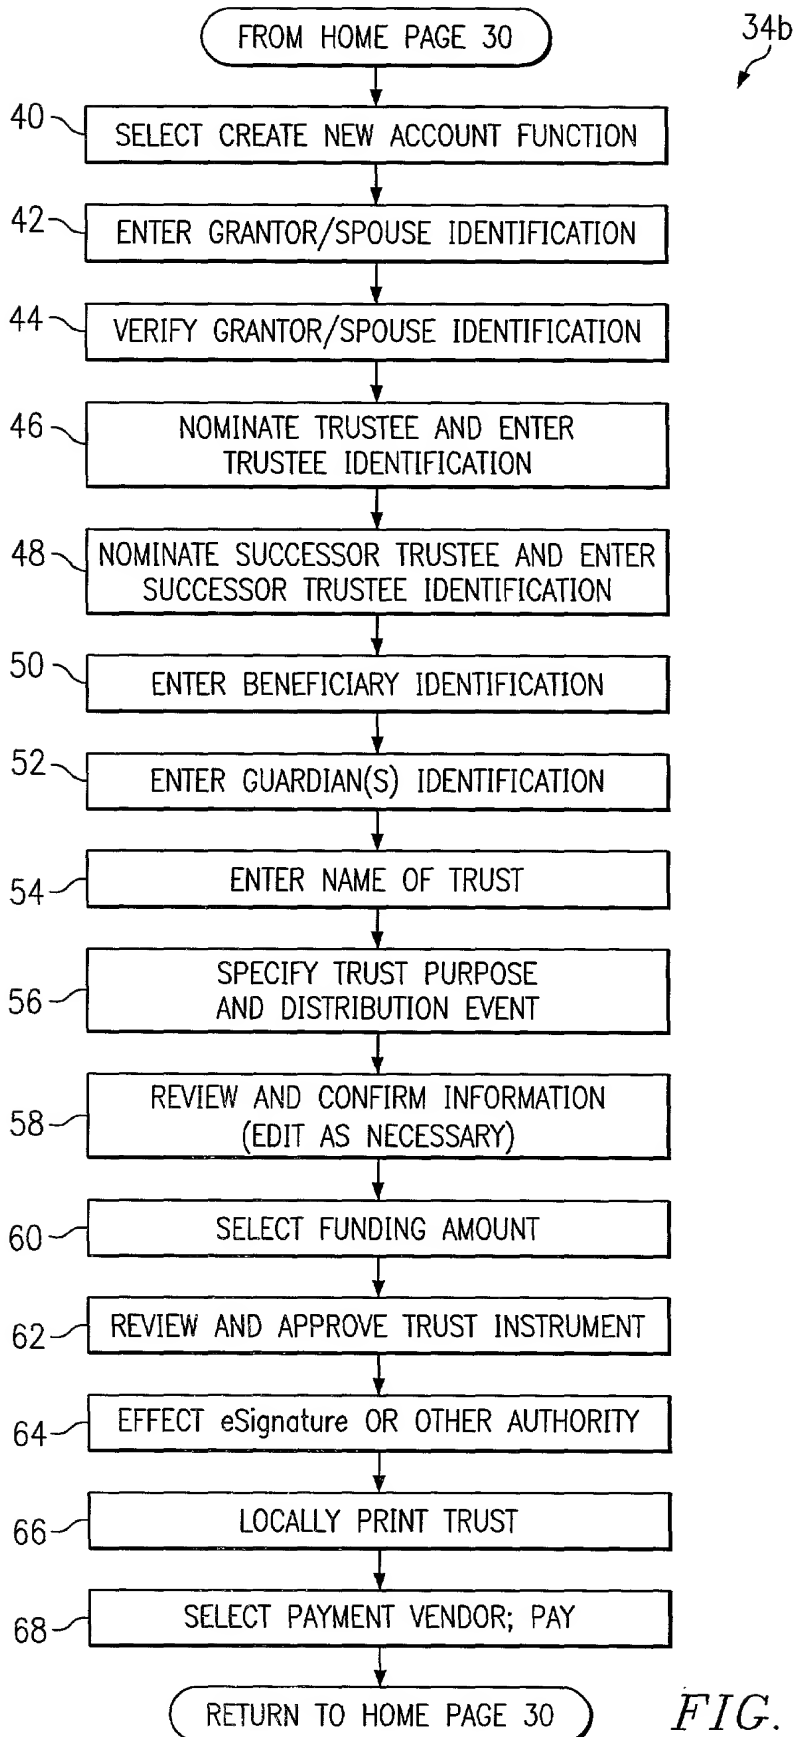 FROM HOME PAGE 30
34b
40
SELECT CREATE NEW ACCOUNT FUNCTION
42
ENTER GRANTOR/SPOUSE IDENTIFICATION
44
VERIFY GRANTOR/SPOUSE IDENTIFICATION
46
NOMINATE TRUSTEE AND ENTER
TRUSTEE IDENTIFICATION
48
NOMINATE SUCCESSOR TRUSTEE AND ENTER
SUCCESSOR TRUSTEE IDENTIFICATION
50
ENTER BENEFICIARY IDENTIFICATION
52
ENTER GUARDIAN(S) IDENTIFICATION
54
ENTER NAME OF TRUST
56
SPECIFY TRUST PURPOSE
AND DISTRIBUTION EVENT
58
REVIEW AND CONFIRM INFORMATION
(EDIT AS NECESSARY)
60
SELECT FUNDING AMOUNT
62
REVIEW AND APPROVE TRUST INSTRUMENT
64
EFFECT eSignature OR OTHER AUTHORITY
66
LOCALLY PRINT TRUST
68
SELECT PAYMENT VENDOR; PAY
RETURN TO HOME PAGE 30
FIG.